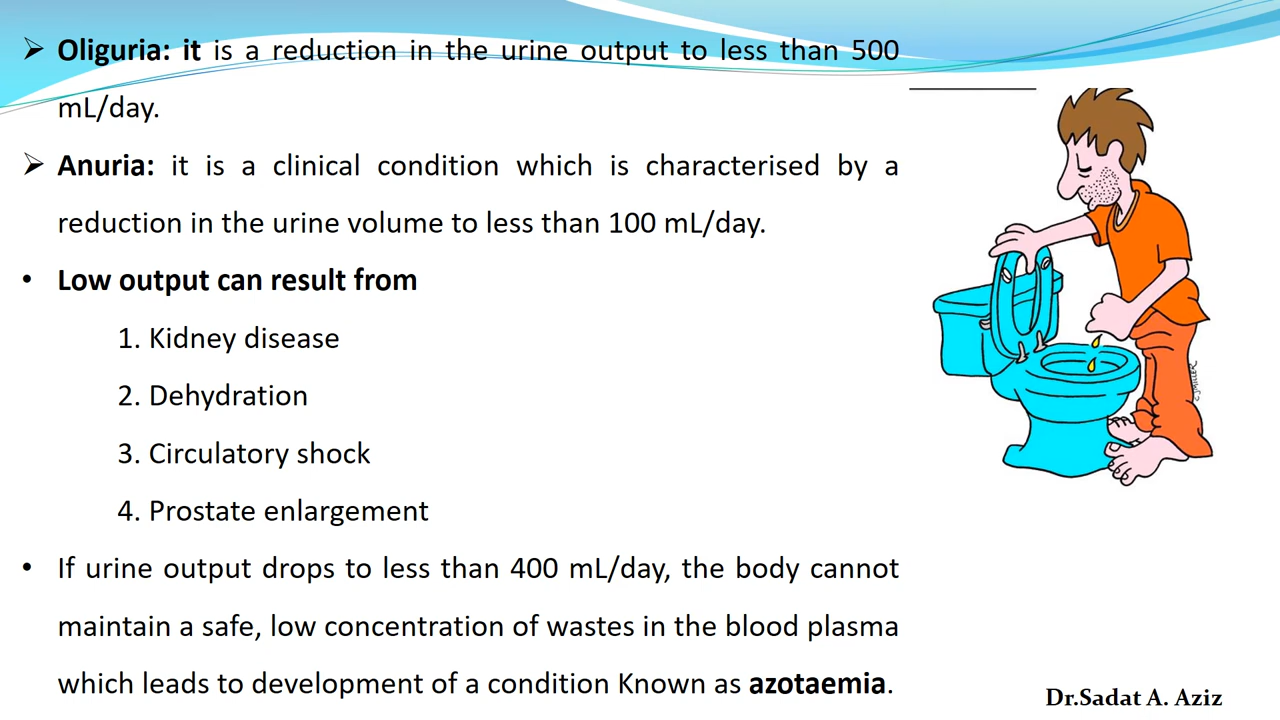 ➢ Oliguria: it is a reduction in the urine output to less than 500
mL/day.
➢ Anuria: it is a clinical condition which is characterised by a
reduction in the urine volume to less than 100 mL/day.
• Low output can result from
1. Kidney disease
2. Dehydration
3. Circulatory shock
4. Prostate enlargement
• If urine output drops to less than 400 mL/day, the body cannot
maintain a safe, low concentration of wastes in the blood plasma
which leads to development of a condition Known as azotaemia.
Dr.Sadat A. Aziz